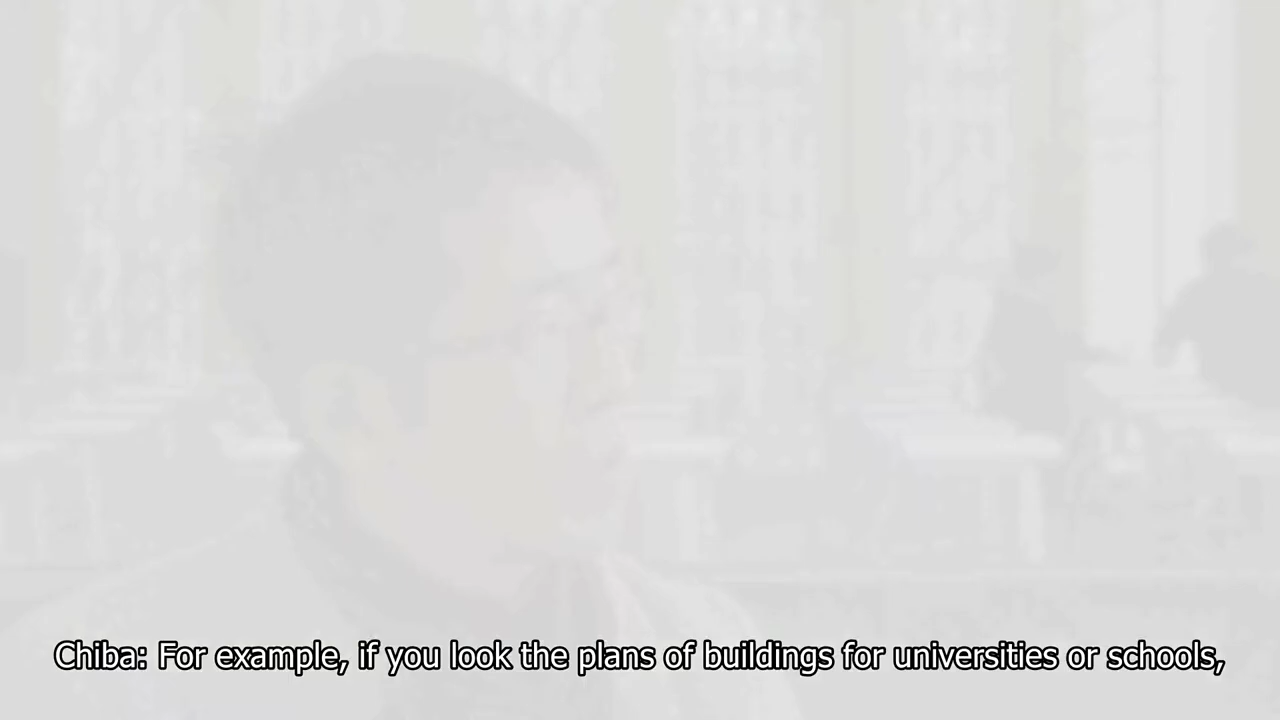 Chiba: For example, if you look the plans of buildings for universities or schools,